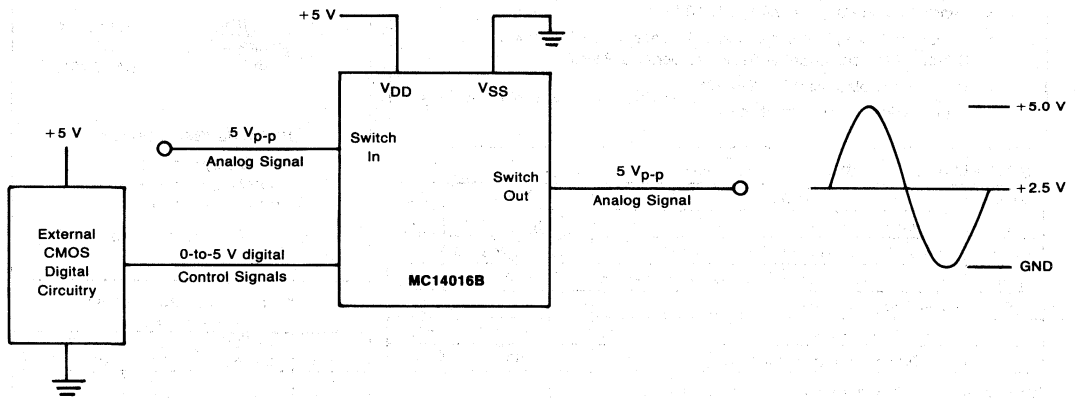 +5 V
VDD
VSS
+5 V
5 Vp-p
Analog Signal
Switch
In
Switch
Out
5 Vp-p
Analog Signal
+5.0 V
+2.5 V
GND
External
CMOS
Digital
Circuitry
0-to-5 V digital
Control Signals
MC14016B